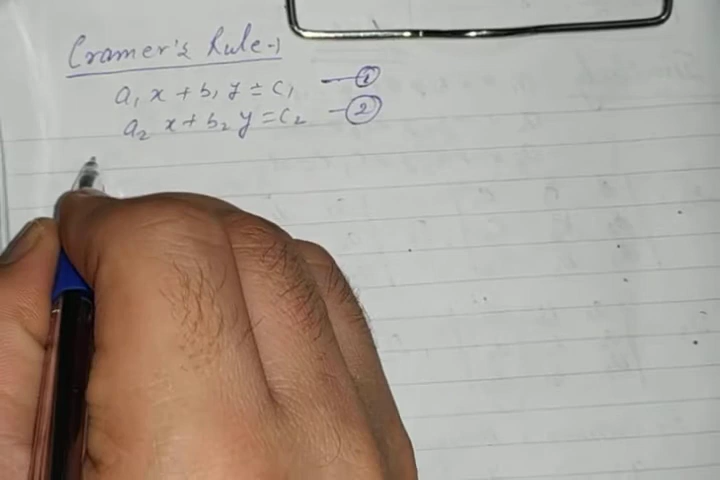 Cramer's Rule :-
a₁ x + b₁ y = c₁ —①
a₂ x + b₂ y = c₂ —②